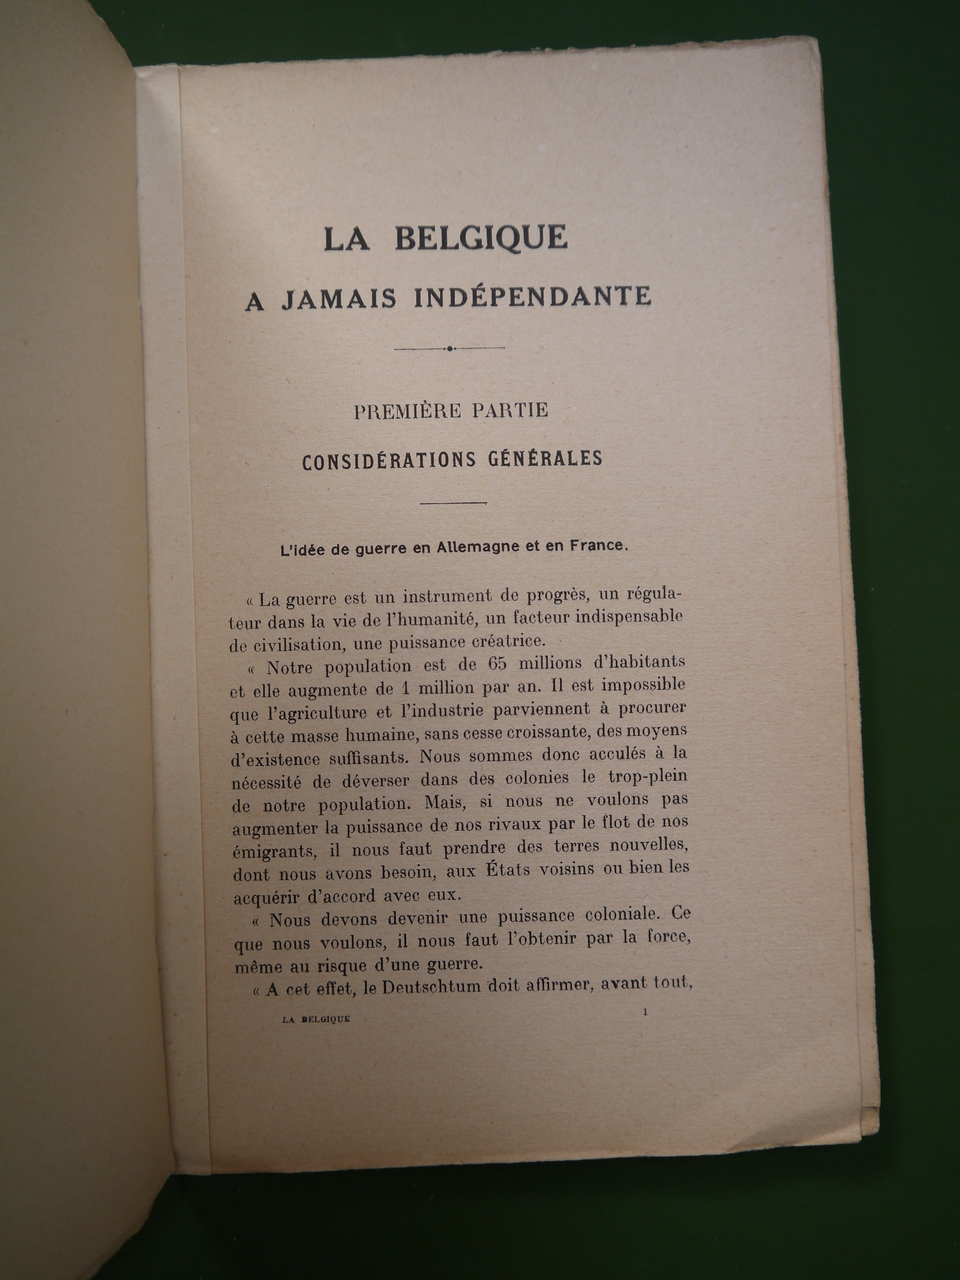 LA BELGIQUE
A JAMAIS INDÉPENDANTE
PREMIÈRE PARTIE
CONSIDÉRATIONS GÉNÉRALES
L'idée de guerre en Allemagne et en France.
« La guerre est un instrument de progrès, un régula-
teur dans la vie de l'humanité, un facteur indispensable
de civilisation, une puissance créatrice.
« Notre population est de 65 millions d'habitants
et elle augmente de 1 million par an. Il est impossible
que l'agriculture et l'industrie parviennent à procurer
à cette masse humaine, sans cesse croissante, des moyens
d'existence suffisants. Nous sommes donc acculés à la
nécessité de déverser dans des colonies le trop-plein
de notre population. Mais, si nous ne voulons pas
augmenter la puissance de nos rivaux par le flot de nos
émigrants, il nous faut prendre des terres nouvelles,
dont nous avons besoin, aux États voisins ou bien les
acquérir d'accord avec eux.
« Nous devons devenir une puissance coloniale. Ce
que nous voulons, il nous faut l'obtenir par la force,
même au risque d'une guerre.
« A cet effet, le Deutschtum doit affirmer, avant tout,
LA BELGIQUE 1